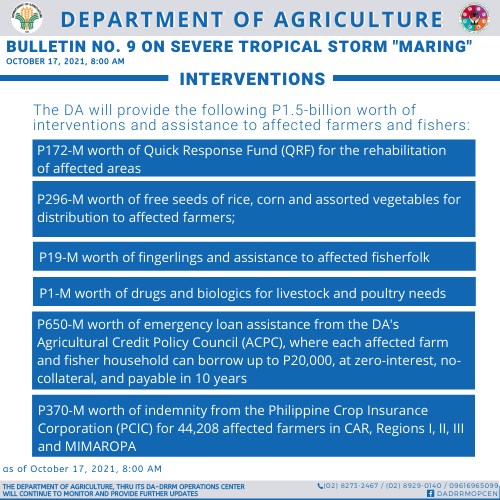 DEPARTMENT OF AGRICULTURE
BULLETIN NO. 9 ON SEVERE TROPICAL STORM "MARING"
OCTOBER 17, 2021, 8:00 AM
INTERVENTIONS
The DA will provide the following P1.5-billion worth of
interventions and assistance to affected farmers and fishers:
P172-M worth of Quick Response Fund (QRF) for the rehabilitation
of affected areas
P296-M worth of free seeds of rice, corn and assorted vegetables for
distribution to affected farmers;
P19-M worth of fingerlings and assistance to affected fisherfolk
P1-M worth of drugs and biologics for livestock and poultry needs
P650-M worth of emergency loan assistance from the DA's
Agricultural Credit Policy Council (ACPC), where each affected farm
and fisher household can borrow up to P20,000, at zero-interest, no-
collateral, and payable in 10 years
P370-M worth of indemnity from the Philippine Crop Insurance
Corporation (PCIC) for 44,208 affected farmers in CAR, Regions I, II, III
and MIMAROPA
as of October 17, 2021, 8:00 AM
THE DEPARTMENT OF AGRICULTURE, THRU ITS DA-DRRM OPERATIONS CENTER
WILL CONTINUE TO MONITOR AND PROVIDE FURTHER UPDATES
(02) 8273-2467 / (02) 8929-0140 / 09616965099
DADRRMOPCEN